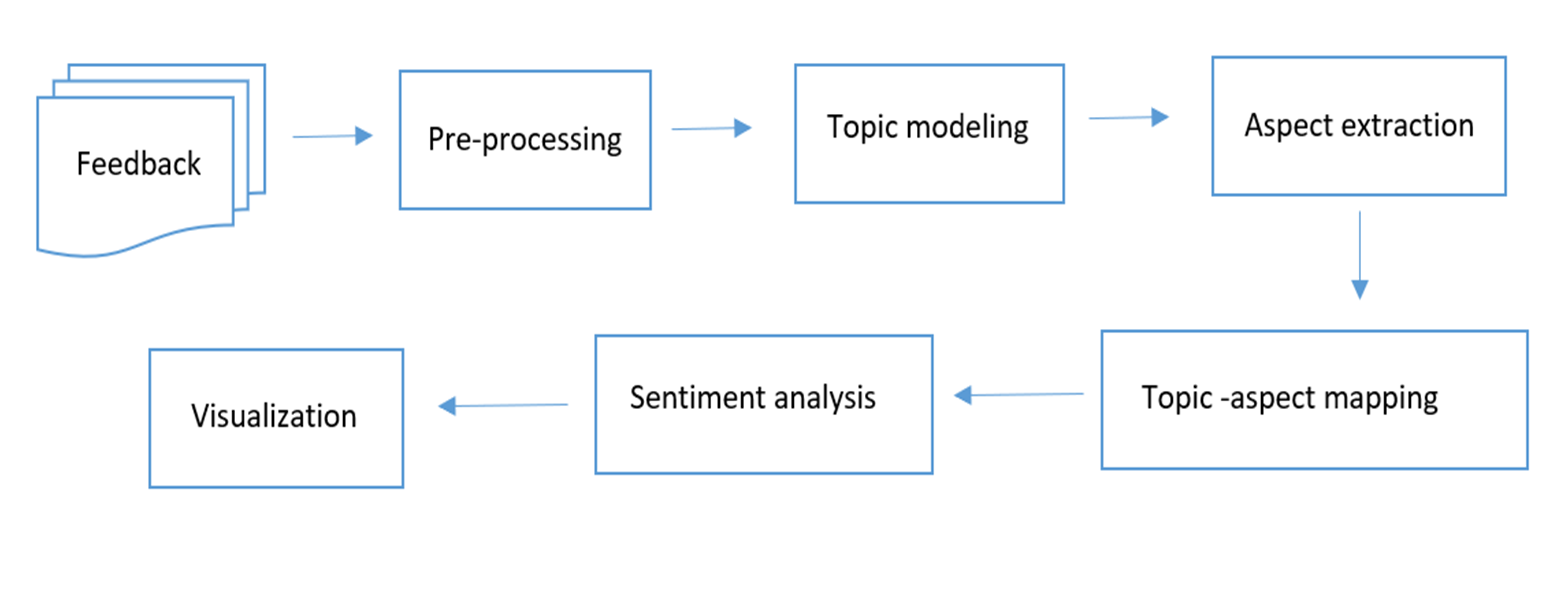 Feedback
Pre-processing
Topic modeling
Aspect extraction
Topic -aspect mapping
Sentiment analysis
Visualization